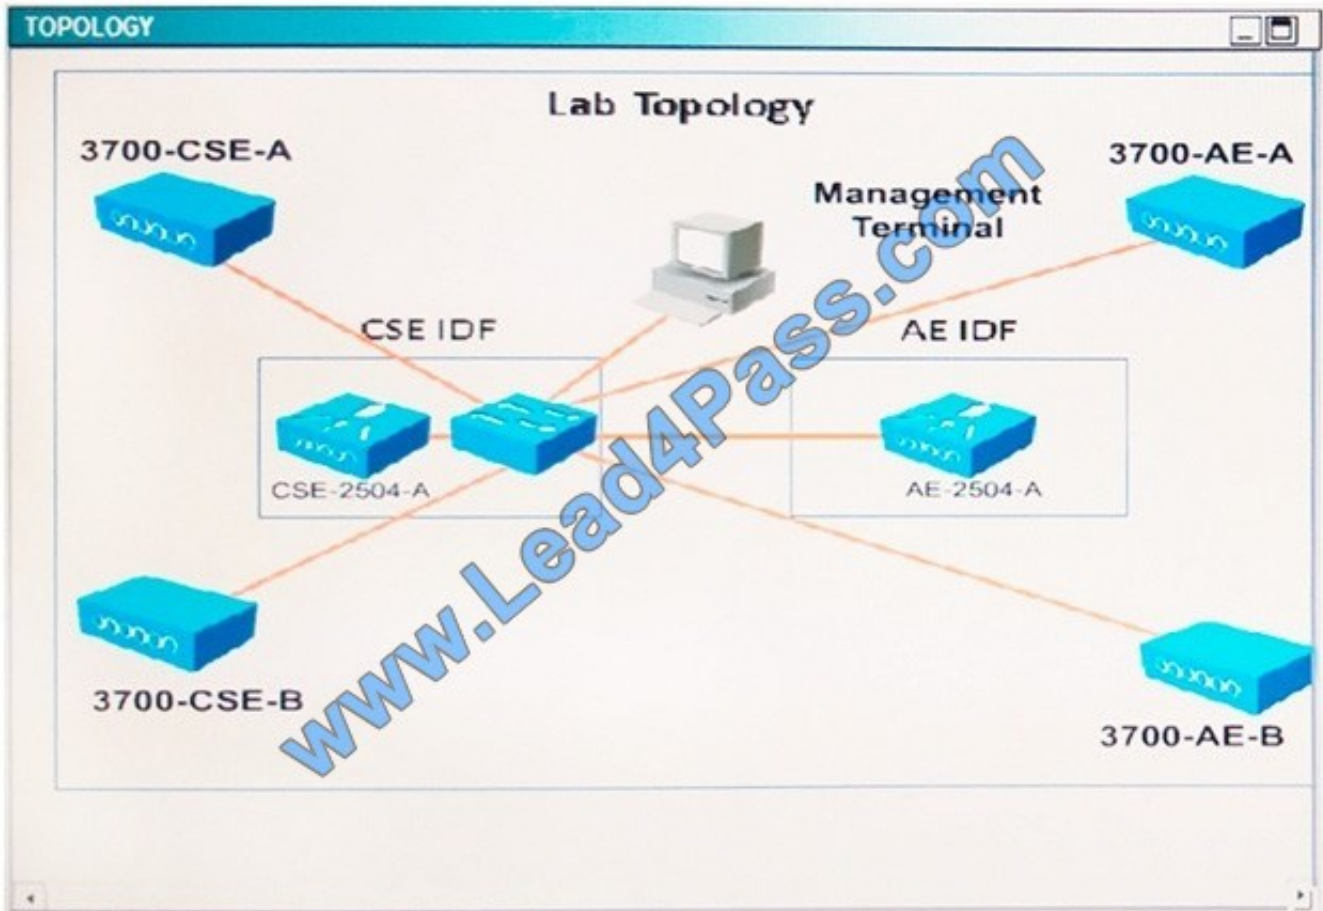 TOPOLOGY
Lab Topology
3700-CSE-A
3700-AE-A
Management
Terminal
CSE IDF
AE IDF
CSE-2504-A
AE-2504-A
3700-CSE-B
3700-AE-B
www.Lead4Pass.com